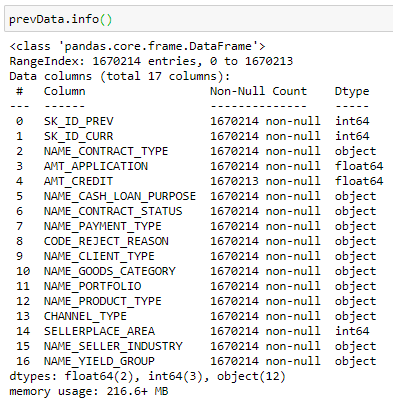 prevData.info()
<class 'pandas.core.frame.DataFrame'>
RangeIndex: 1670214 entries, 0 to 1670213
Data columns (total 17 columns):
 #   Column                  Non-Null Count    Dtype
---  ------                  --------------    -----
 0   SK_ID_PREV              1670214 non-null  int64
 1   SK_ID_CURR              1670214 non-null  int64
 2   NAME_CONTRACT_TYPE      1670214 non-null  object
 3   AMT_APPLICATION         1670214 non-null  float64
 4   AMT_CREDIT              1670213 non-null  float64
 5   NAME_CASH_LOAN_PURPOSE  1670214 non-null  object
 6   NAME_CONTRACT_STATUS    1670214 non-null  object
 7   NAME_PAYMENT_TYPE       1670214 non-null  object
 8   CODE_REJECT_REASON      1670214 non-null  object
 9   NAME_CLIENT_TYPE        1670214 non-null  object
 10  NAME_GOODS_CATEGORY     1670214 non-null  object
 11  NAME_PORTFOLIO          1670214 non-null  object
 12  NAME_PRODUCT_TYPE       1670214 non-null  object
 13  CHANNEL_TYPE            1670214 non-null  object
 14  SELLERPLACE_AREA        1670214 non-null  int64
 15  NAME_SELLER_INDUSTRY    1670214 non-null  object
 16  NAME_YIELD_GROUP        1670214 non-null  object
dtypes: float64(2), int64(3), object(12)
memory usage: 216.6+ MB